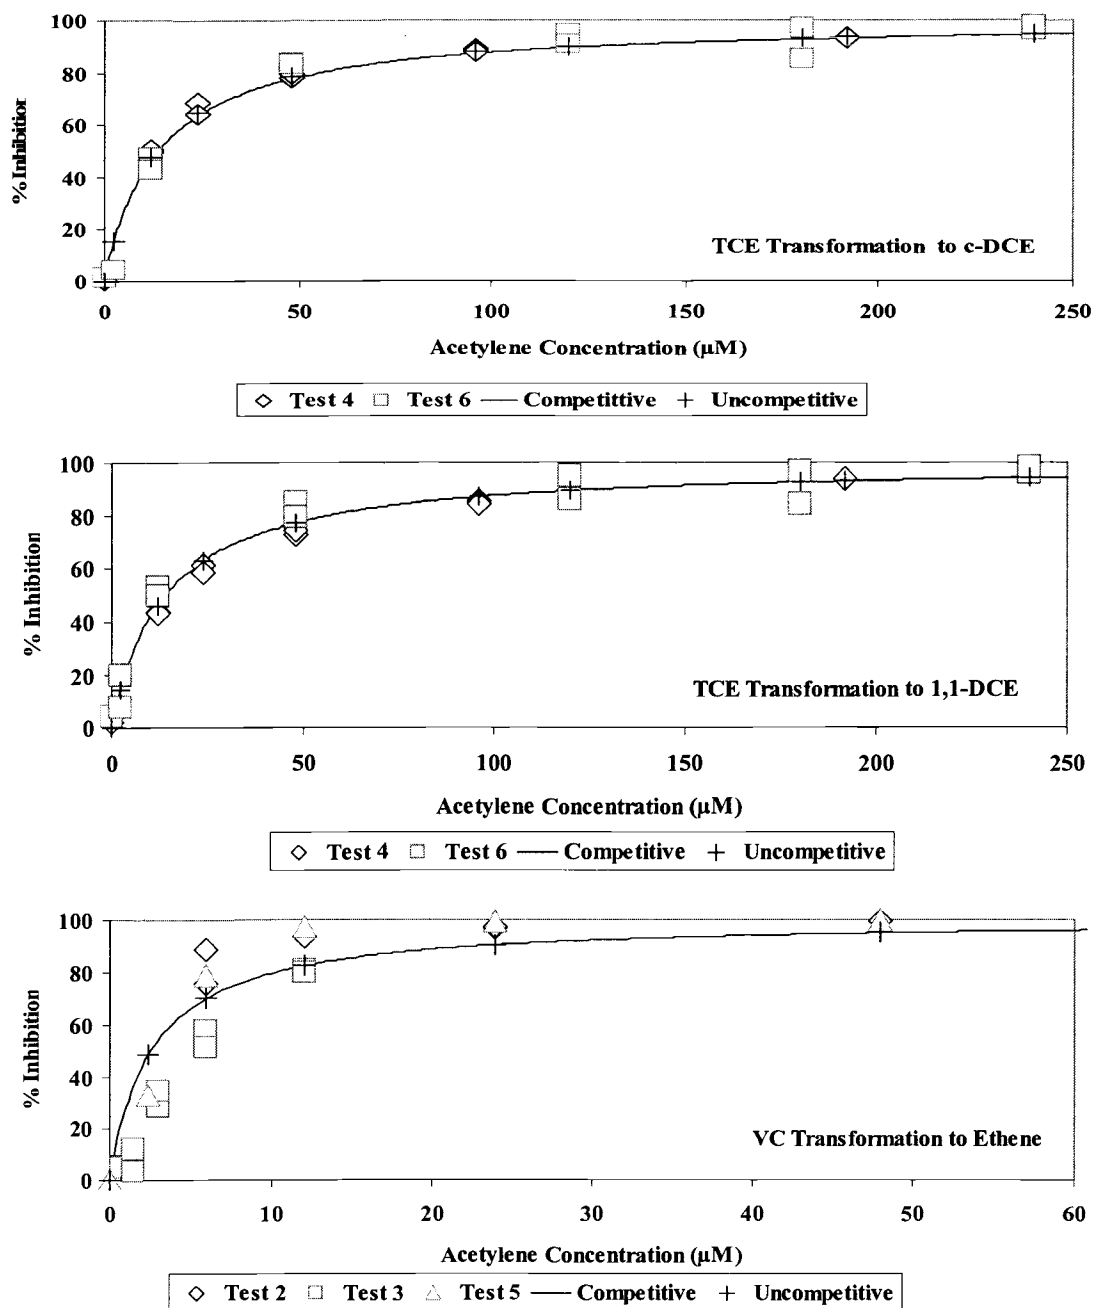 100
80
60
40
20
0
% Inhibition
TCE Transformation to c-DCE
0 50 100 150 200 250
Acetylene Concentration (µM)
Test 4 Test 6 Competittive Uncompetitive
100
80
60
40
20
0
% Inhibition
TCE Transformation to 1,1-DCE
0 50 100 150 200 250
Acetylene Concentration (µM)
Test 4 Test 6 Competitive Uncompetitive
100
80
60
40
20
0
% Inhibition
VC Transformation to Ethene
0 10 20 30 40 50 60
Acetylene Concentration (µM)
Test 2 Test 3 Test 5 Competitive Uncompetitive